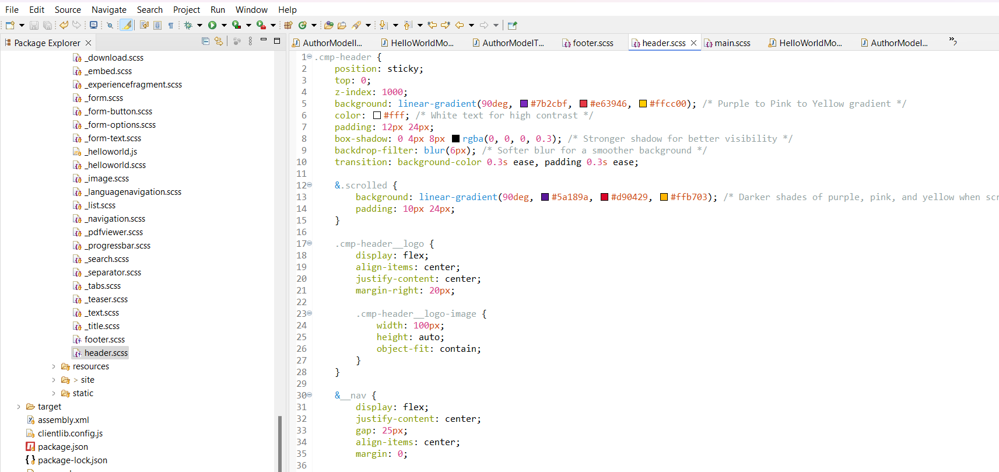 File Edit Source Navigate Search Project Run Window Help
Package Explorer
_download.scss
_embed.scss
_experiencefragment.scss
_form.scss
_form-button.scss
_form-options.scss
_form-text.scss
_helloworld.js
_helloworld.scss
_image.scss
_languagenavigation.scss
_list.scss
_navigation.scss
_pdfviewer.scss
_progressbar.scss
_search.scss
_separator.scss
_tabs.scss
_teaser.scss
_text.scss
_title.scss
footer.scss
header.scss
> resources
> > site
> static
> target
assembly.xml
clientlib.config.js
package.json
package-lock.json
AuthorModelI... HelloWorldMo... AuthorModelT... footer.scss header.scss main.scss HelloWorldMo... AuthorModel... »2
1 .cmp-header {
2 position: sticky;
3 top: 0;
4 z-index: 1000;
5 background: linear-gradient(90deg, #7b2cbf, #e63946, #ffcc00); /* Purple to Pink to Yellow gradient */
6 color: #fff; /* White text for high contrast */
7 padding: 12px 24px;
8 box-shadow: 0 4px 8px rgba(0, 0, 0, 0.3); /* Stronger shadow for better visibility */
9 backdrop-filter: blur(6px); /* Softer blur for a smoother background */
10 transition: background-color 0.3s ease, padding 0.3s ease;
11
12 &.scrolled {
13 background: linear-gradient(90deg, #5a189a, #d90429, #ffb703); /* Darker shades of purple, pink, and yellow when scr
14 padding: 10px 24px;
15 }
16
17 .cmp-header__logo {
18 display: flex;
19 align-items: center;
20 justify-content: center;
21 margin-right: 20px;
22
23 .cmp-header__logo-image {
24 width: 100px;
25 height: auto;
26 object-fit: contain;
27 }
28 }
29
30 &__nav {
31 display: flex;
32 justify-content: center;
33 gap: 25px;
34 align-items: center;
35 margin: 0;
36